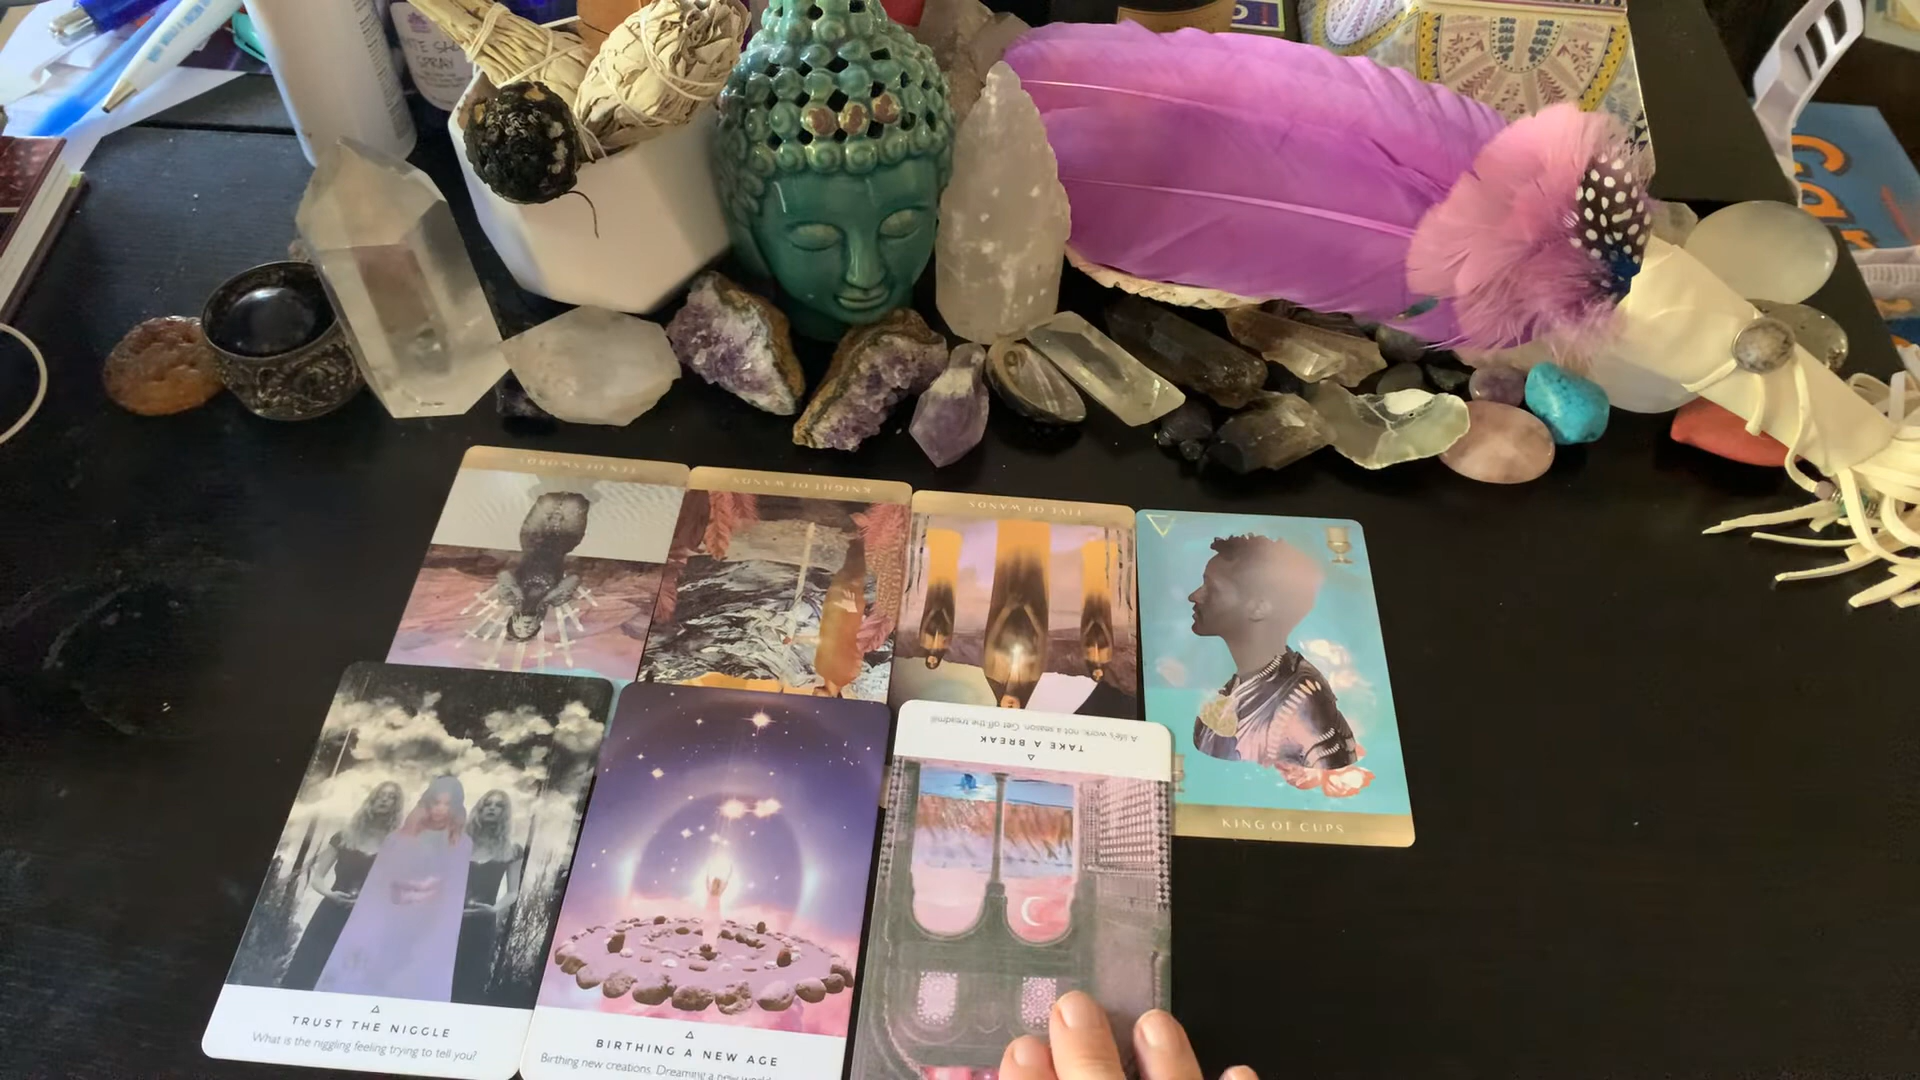 SPRAY
TEN OF SWORDS
KNIGHT OF WANDS
FIVE OF WANDS
KING OF CUPS
A life's work, not a season. Get off the treadmill
TAKE A BREAK
TRUST THE NIGGLE
What is the niggling feeling trying to tell you?
BIRTHING A NEW AGE
Birthing new creations. Dreaming a new world